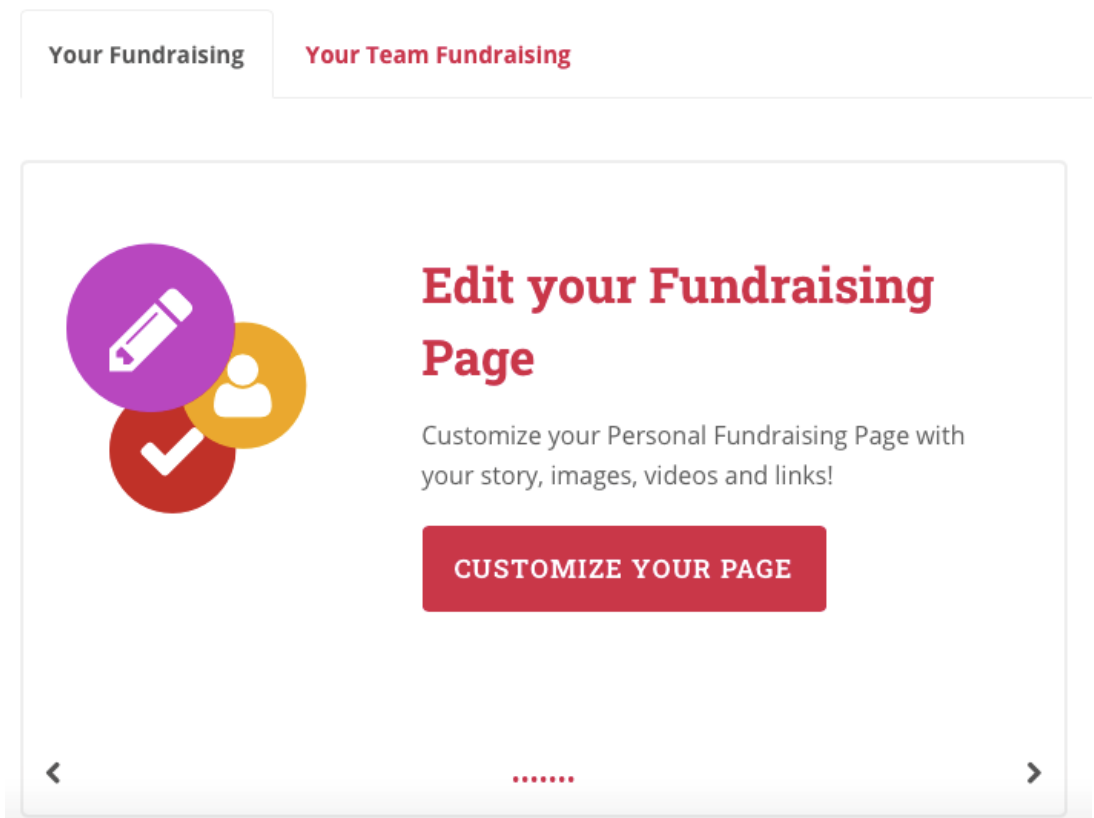 Your Fundraising
Your Team Fundraising
Edit your Fundraising
Page
Customize your Personal Fundraising Page with
your story, images, videos and links!
CUSTOMIZE YOUR PAGE